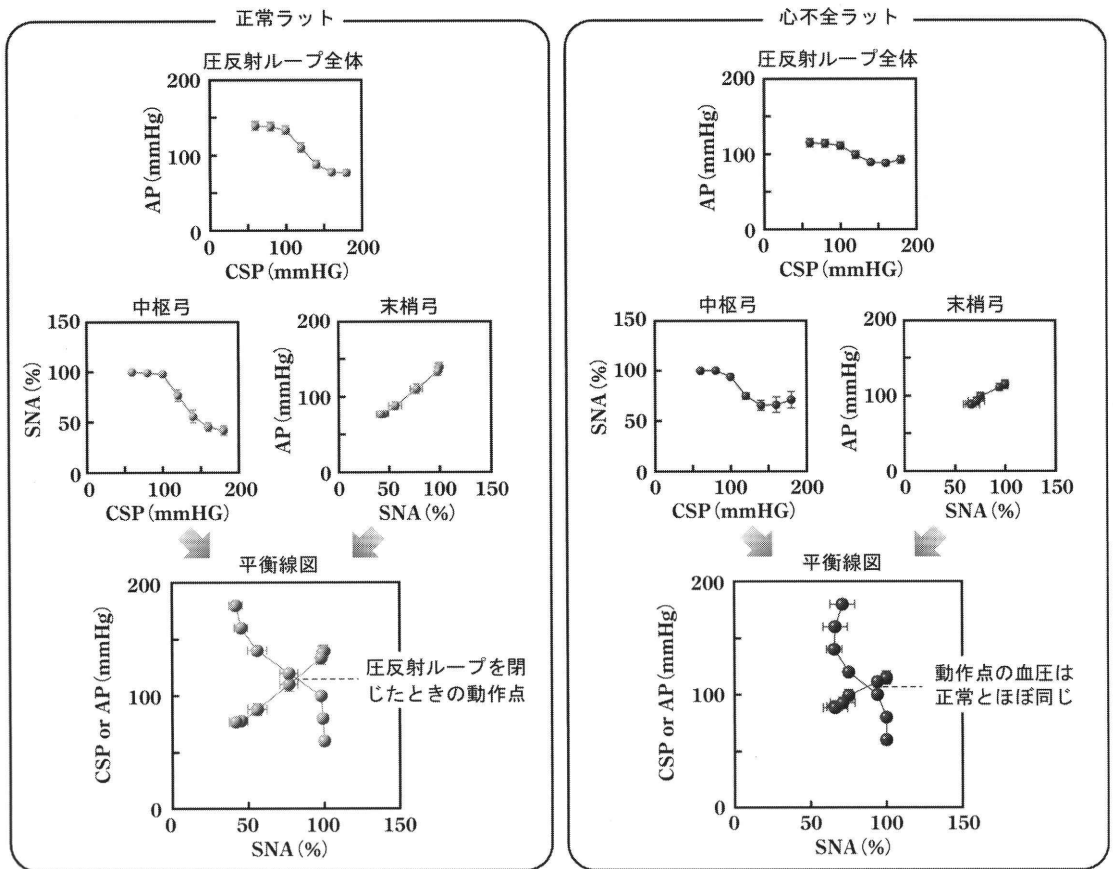 正常ラット
圧反射ループ全体
200
100
0
AP(mmHg)
0
100
200
CSP(mmHG)
中枢弓
150
100
50
0
SNA(%)
0
100
200
CSP(mmHG)
末梢弓
200
100
0
AP(mmHg)
0
50
100
150
SNA(%)
平衡線図
200
100
0
CSP or AP(mmHg)
0
50
100
150
SNA(%)
圧反射ループを閉
じたときの動作点
心不全ラット
圧反射ループ全体
200
100
0
AP(mmHg)
0
100
200
CSP(mmHG)
中枢弓
150
100
50
0
SNA(%)
0
100
200
CSP(mmHG)
末梢弓
200
100
0
AP(mmHg)
0
50
100
150
SNA(%)
平衡線図
200
100
0
CSP or AP(mmHg)
0
50
100
150
SNA(%)
動作点の血圧は
正常とほぼ同じ